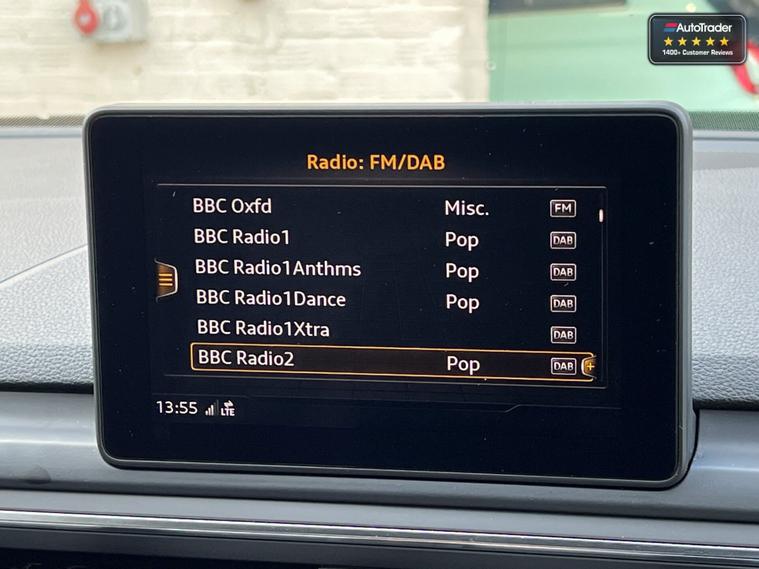 AutoTrader
1400+ Customer Reviews
Radio: FM/DAB
BBC Oxfd Misc. FM
BBC Radio1 Pop DAB
BBC Radio1Anthms Pop DAB
BBC Radio1Dance Pop DAB
BBC Radio1Xtra DAB
BBC Radio2 Pop DAB +
13:55 LTE